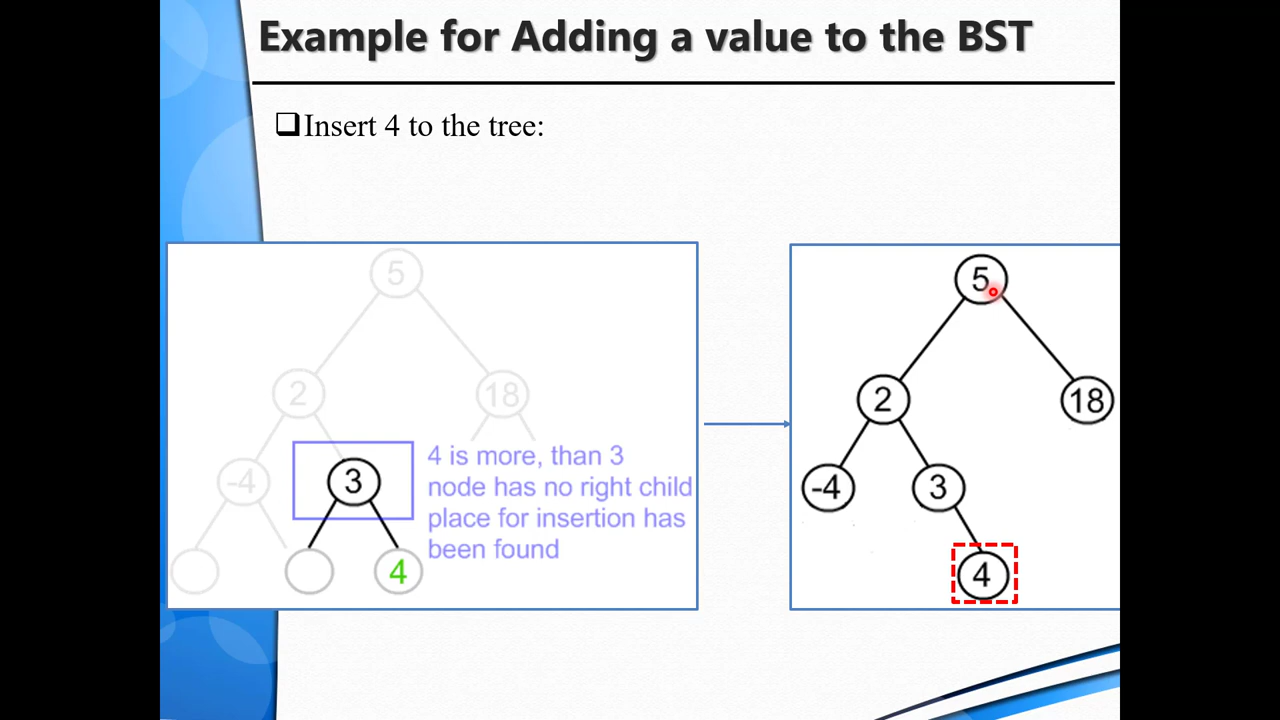 Example for Adding a value to the BST
❑Insert 4 to the tree:
5
2
18
-4
3
4
4 is more, than 3
node has no right child
place for insertion has
been found
5
2
18
-4
3
4